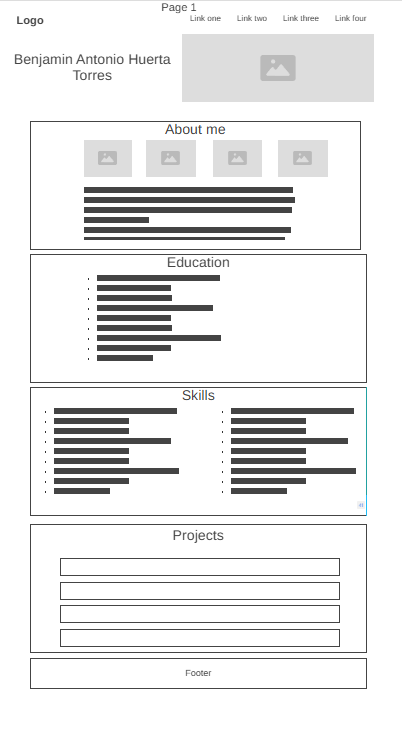 Page 1
Logo
Link one Link two Link three Link four
Benjamin Antonio Huerta
Torres
About me
Education
Skills
Projects
Footer